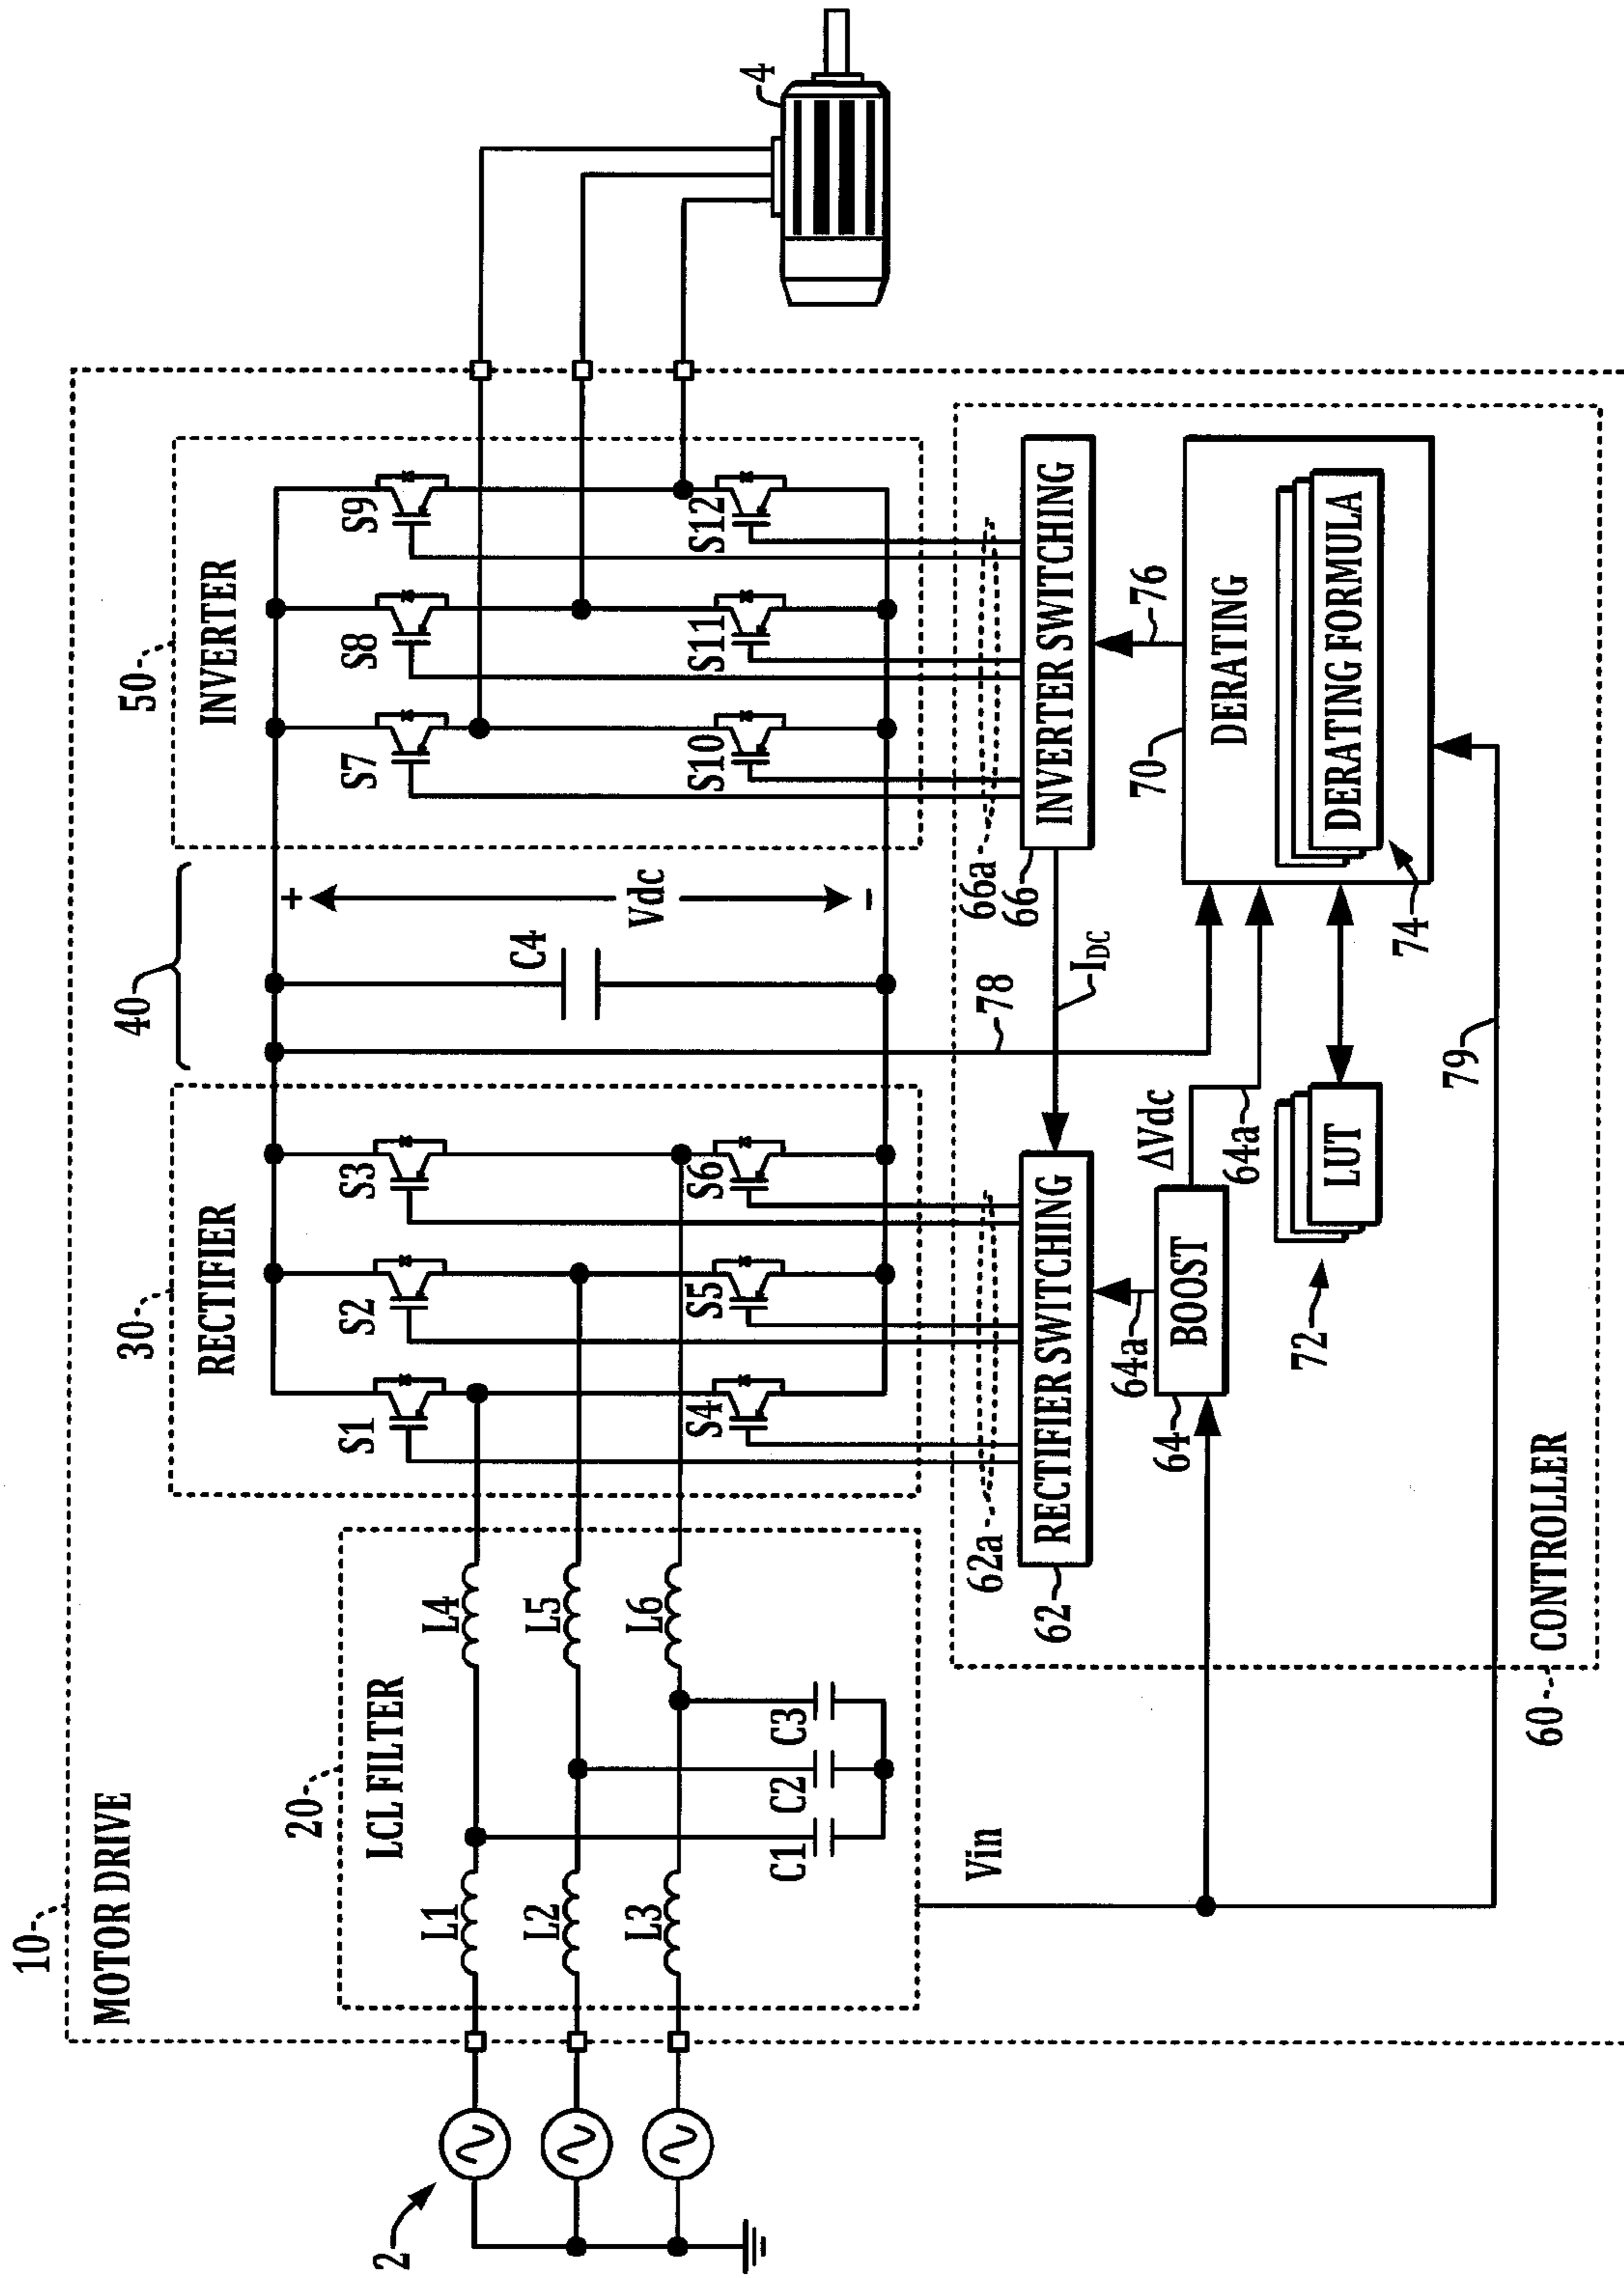 10
MOTOR DRIVE
2
20
LCL FILTER
L1
L2
L3
L4
L5
L6
C1
C2
C3
Vin
30
RECTIFIER
S1
S2
S3
S4
S5
S6
40
C4
+
Vdc
-
50
INVERTER
S7
S8
S9
S10
S11
S12
4
60
CONTROLLER
62a
62
RECTIFIER SWITCHING
64a
64
BOOST
ΔVdc
64a
IDC
78
66a
66
INVERTER SWITCHING
76
70
DERATING
DERATING FORMULA
74
72
LUT
79